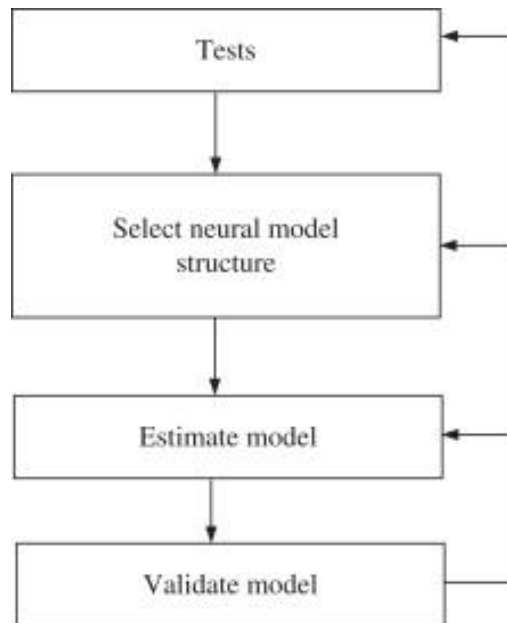 Tests
Select neural model
structure
Estimate model
Validate model